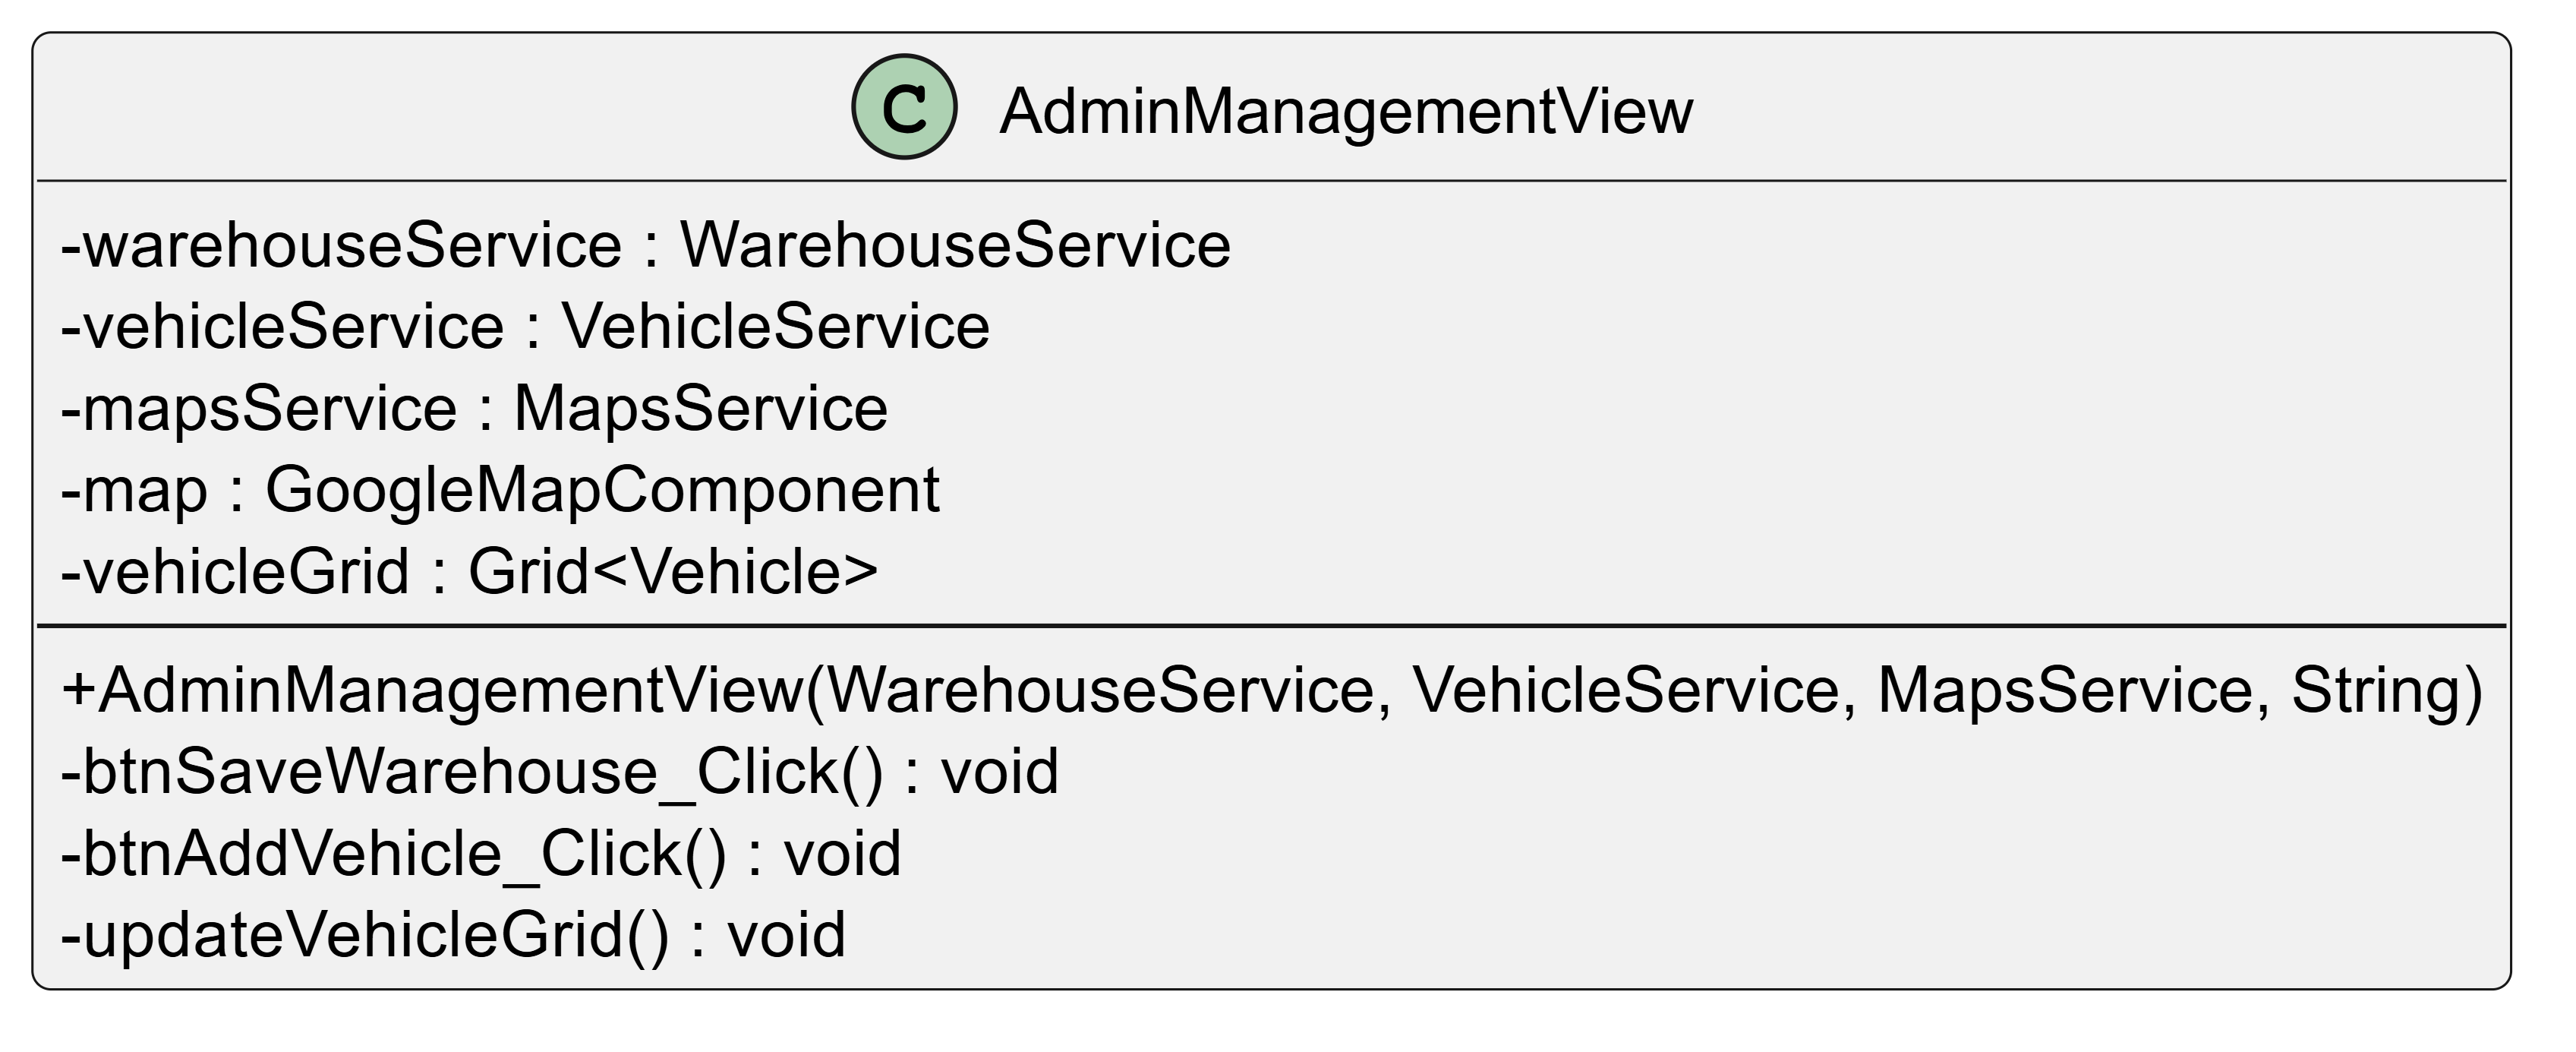 C AdminManagementView
-warehouseService : WarehouseService
-vehicleService : VehicleService
-mapsService : MapsService
-map : GoogleMapComponent
-vehicleGrid : Grid<Vehicle>
+AdminManagementView(WarehouseService, VehicleService, MapsService, String)
-btnSaveWarehouse_Click() : void
-btnAddVehicle_Click() : void
-updateVehicleGrid() : void